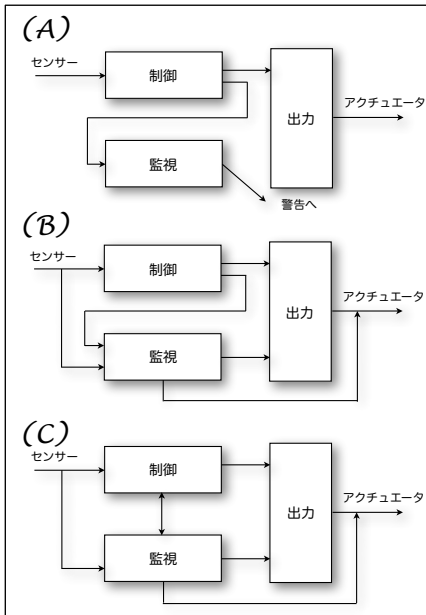 (A)
センサー
制御
出力
アクチュエータ
監視
警告へ
(B)
センサー
制御
アクチュエータ
出力
監視
(C)
センサー
制御
アクチュエータ
出力
監視